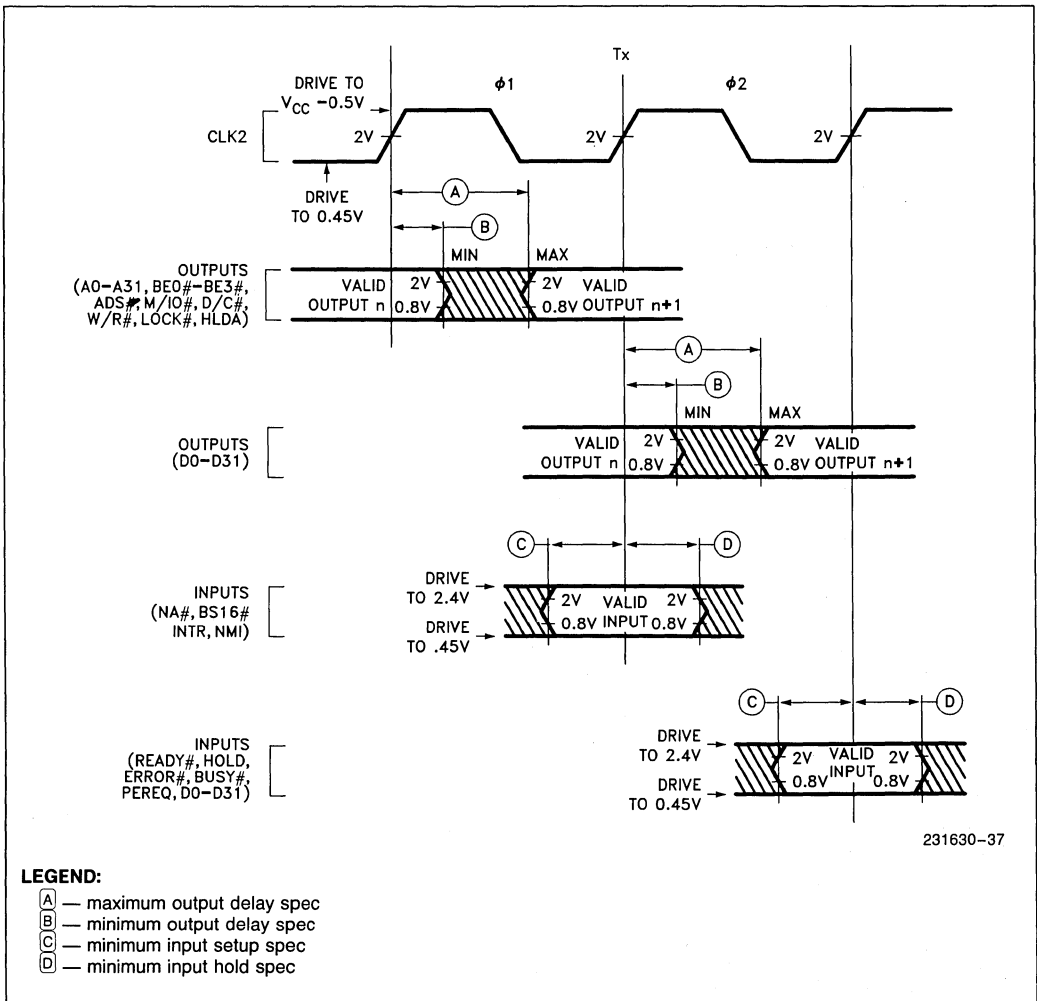 Tx
DRIVE TO
VCC -0.5V
ϕ1
ϕ2
CLK2
2V
2V
2V
DRIVE
TO 0.45V
A
B
MIN
MAX
OUTPUTS
(A0-A31, BE0#-BE3#,
ADS#, M/IO#, D/C#,
W/R#, LOCK#, HLDA)
VALID
OUTPUT n
2V
0.8V
2V
0.8V
VALID
OUTPUT n+1
A
B
MIN
MAX
OUTPUTS
(D0-D31)
VALID
OUTPUT n
2V
0.8V
2V
0.8V
VALID
OUTPUT n+1
C
D
INPUTS
(NA#, BS16#
INTR, NMI)
DRIVE
TO 2.4V
DRIVE
TO .45V
2V
0.8V
VALID
INPUT
2V
0.8V
C
D
INPUTS
(READY#, HOLD,
ERROR#, BUSY#,
PEREQ, D0-D31)
DRIVE
TO 2.4V
DRIVE
TO 0.45V
2V
0.8V
VALID
INPUT
2V
0.8V
231630-37
LEGEND:
A — maximum output delay spec
B — minimum output delay spec
C — minimum input setup spec
D — minimum input hold spec